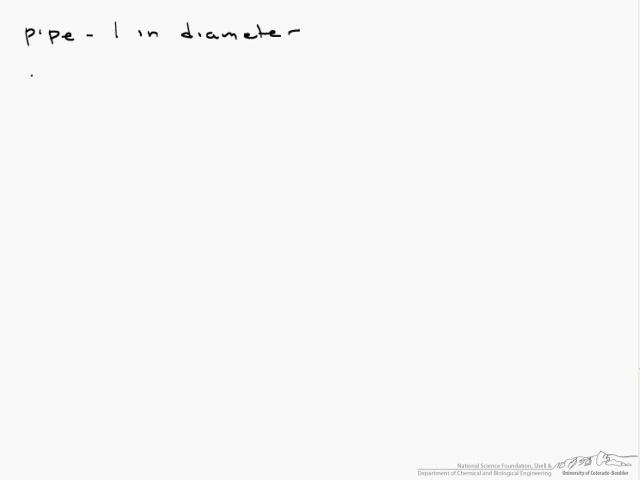 pipe - 1 in diameter
National Science Foundation, Shell &
Department of Chemical and Biological Engineering
University of Colorado-Boulder